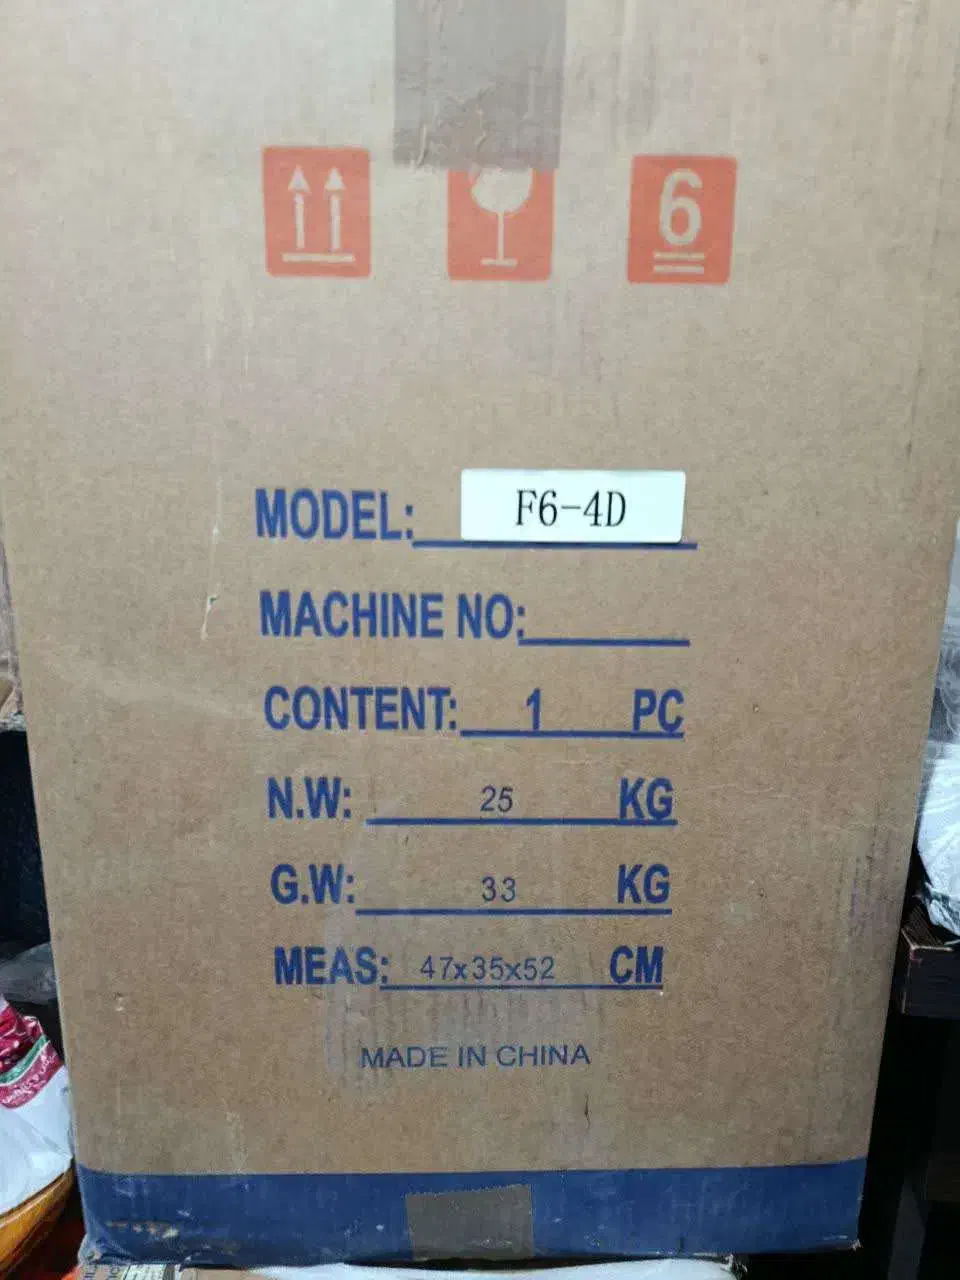 6
MODEL: F6-4D
MACHINE NO:
CONTENT: 1 PC
N.W: 25 KG
G.W: 33 KG
MEAS: 47x35x52 CM
MADE IN CHINA